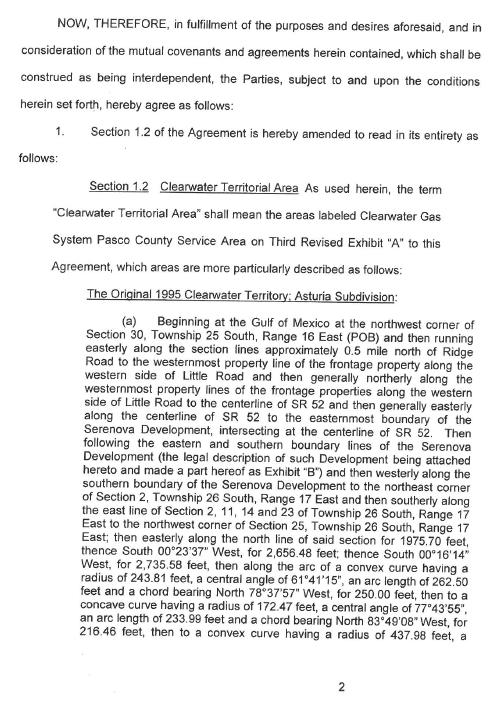 NOW, THEREFORE, in fulfillment of the purposes and desires aforesaid, and in
consideration of the mutual covenants and agreements herein contained, which shall be
construed as being interdependent, the Parties, subject to and upon the conditions
herein set forth, hereby agree as follows:
1. Section 1.2 of the Agreement is hereby amended to read in its entirety as
follows:
Section 1.2 Clearwater Territorial Area As used herein, the term
"Clearwater Territorial Area" shall mean the areas labeled Clearwater Gas
System Pasco County Service Area on Third Revised Exhibit "A" to this
Agreement, which areas are more particularly described as follows:
The Original 1995 Clearwater Territory; Asturia Subdivision:
(a) Beginning at the Gulf of Mexico at the northwest corner of
Section 30, Township 25 South, Range 16 East (POB) and then running
easterly along the section lines approximately 0.5 mile north of Ridge
Road to the westernmost property line of the frontage property along the
western side of Little Road and then generally northerly along the
westernmost property lines of the frontage properties along the western
side of Little Road to the centerline of SR 52 and then generally easterly
along the centerline of SR 52 to the easternmost boundary of the
Serenova Development, intersecting at the centerline of SR 52. Then
following the eastern and southern boundary lines of the Serenova
Development (the legal description of such Development being attached
hereto and made a part hereof as Exhibit "B") and then westerly along the
southern boundary of the Serenova Development to the northeast corner
of Section 2, Township 26 South, Range 17 East and then southerly along
the east line of Section 2, 11, 14 and 23 of Township 26 South, Range 17
East to the northwest corner of Section 25, Township 26 South, Range 17
East; then easterly along the north line of said section for 1975.70 feet,
thence South 00°23'37" West, for 2,656.48 feet; thence South 00°16'14"
West, for 2,735.58 feet, then along the arc of a convex curve having a
radius of 243.81 feet, a central angle of 61°41'15", an arc length of 262.50
feet and a chord bearing North 78°37'57" West, for 250.00 feet, then to a
concave curve having a radius of 172.47 feet, a central angle of 77°43'55",
an arc length of 233.99 feet and a chord bearing North 83°49'08" West, for
216.46 feet, then to a convex curve having a radius of 437.98 feet, a
2